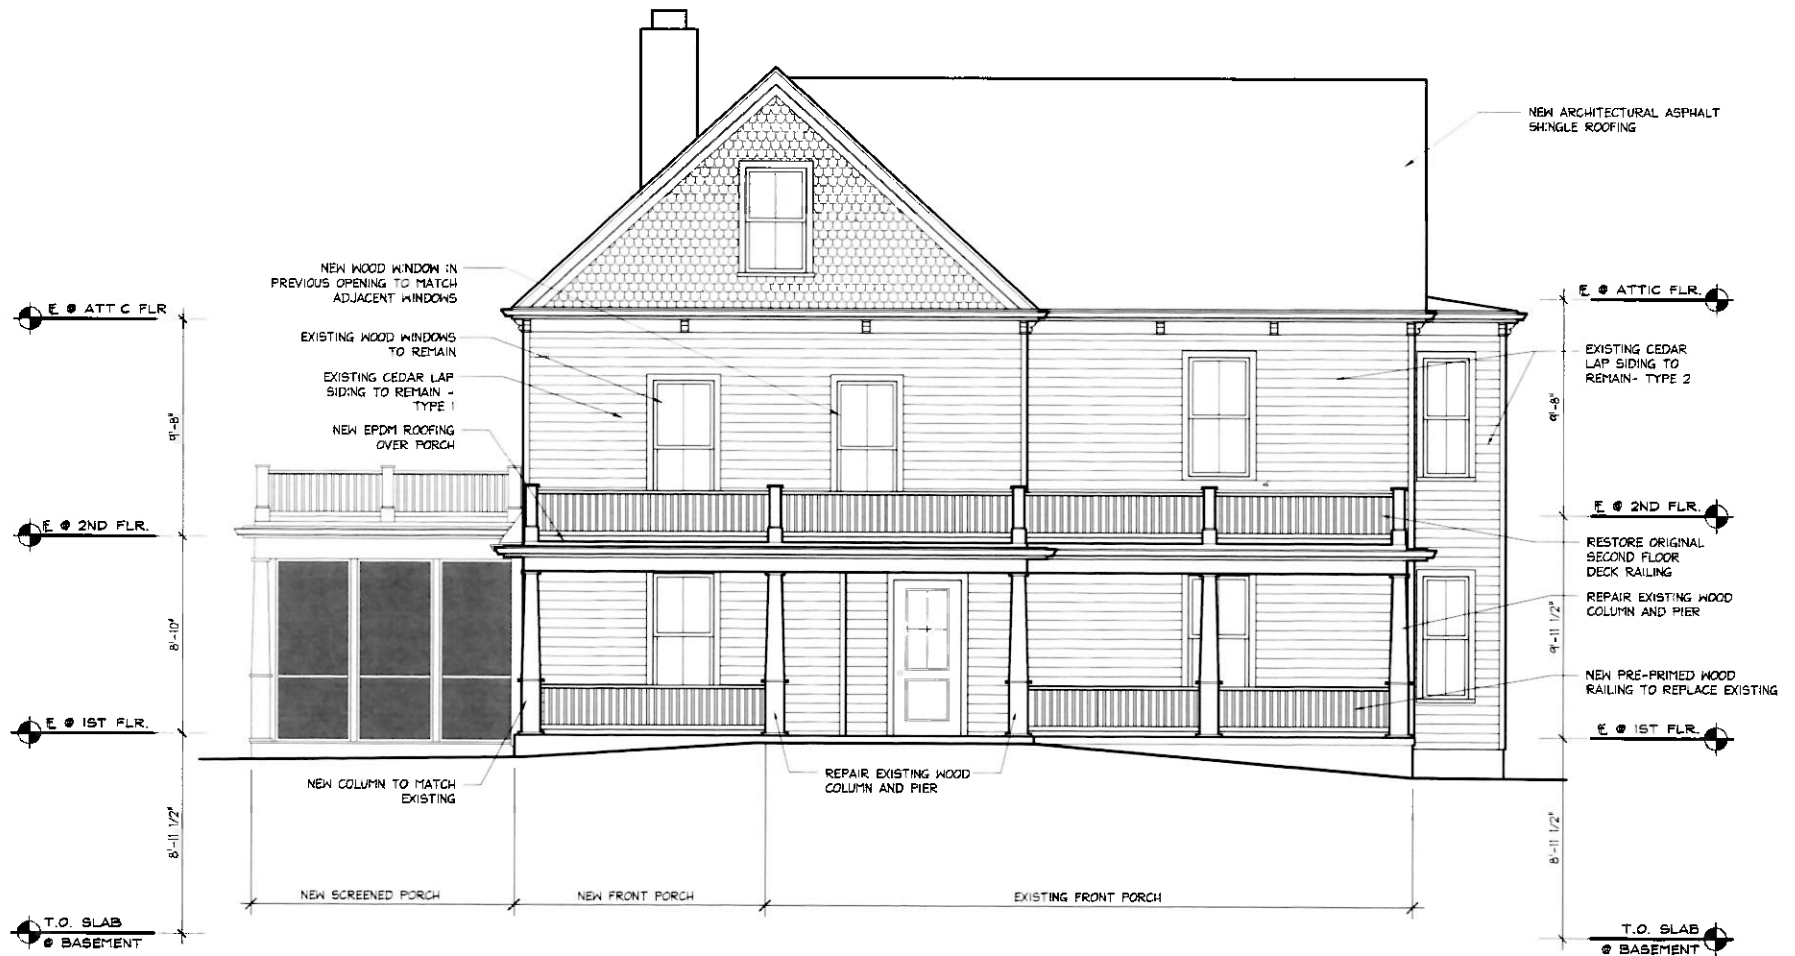 NEW ARCHITECTURAL ASPHALT
SHINGLE ROOFING
NEW WOOD WINDOW IN
PREVIOUS OPENING TO MATCH
ADJACENT WINDOWS
E @ ATTIC FLR
E @ ATTIC FLR.
EXISTING WOOD WINDOWS
TO REMAIN
EXISTING CEDAR
LAP SIDING TO
REMAIN- TYPE 2
EXISTING CEDAR LAP
SIDING TO REMAIN -
TYPE 1
9'-8"
9'-8"
NEW EPDM ROOFING
OVER PORCH
E @ 2ND FLR.
E @ 2ND FLR.
RESTORE ORIGINAL
SECOND FLOOR
DECK RAILING
REPAIR EXISTING WOOD
COLUMN AND PIER
8'-10"
9'-11 1/2"
NEW PRE-PRIMED WOOD
RAILING TO REPLACE EXISTING
E @ 1ST FLR.
E @ 1ST FLR.
NEW COLUMN TO MATCH
EXISTING
REPAIR EXISTING WOOD
COLUMN AND PIER
8'-11 1/2"
8'-11 1/2"
NEW SCREENED PORCH
NEW FRONT PORCH
EXISTING FRONT PORCH
T.O. SLAB
@ BASEMENT
T.O. SLAB
@ BASEMENT